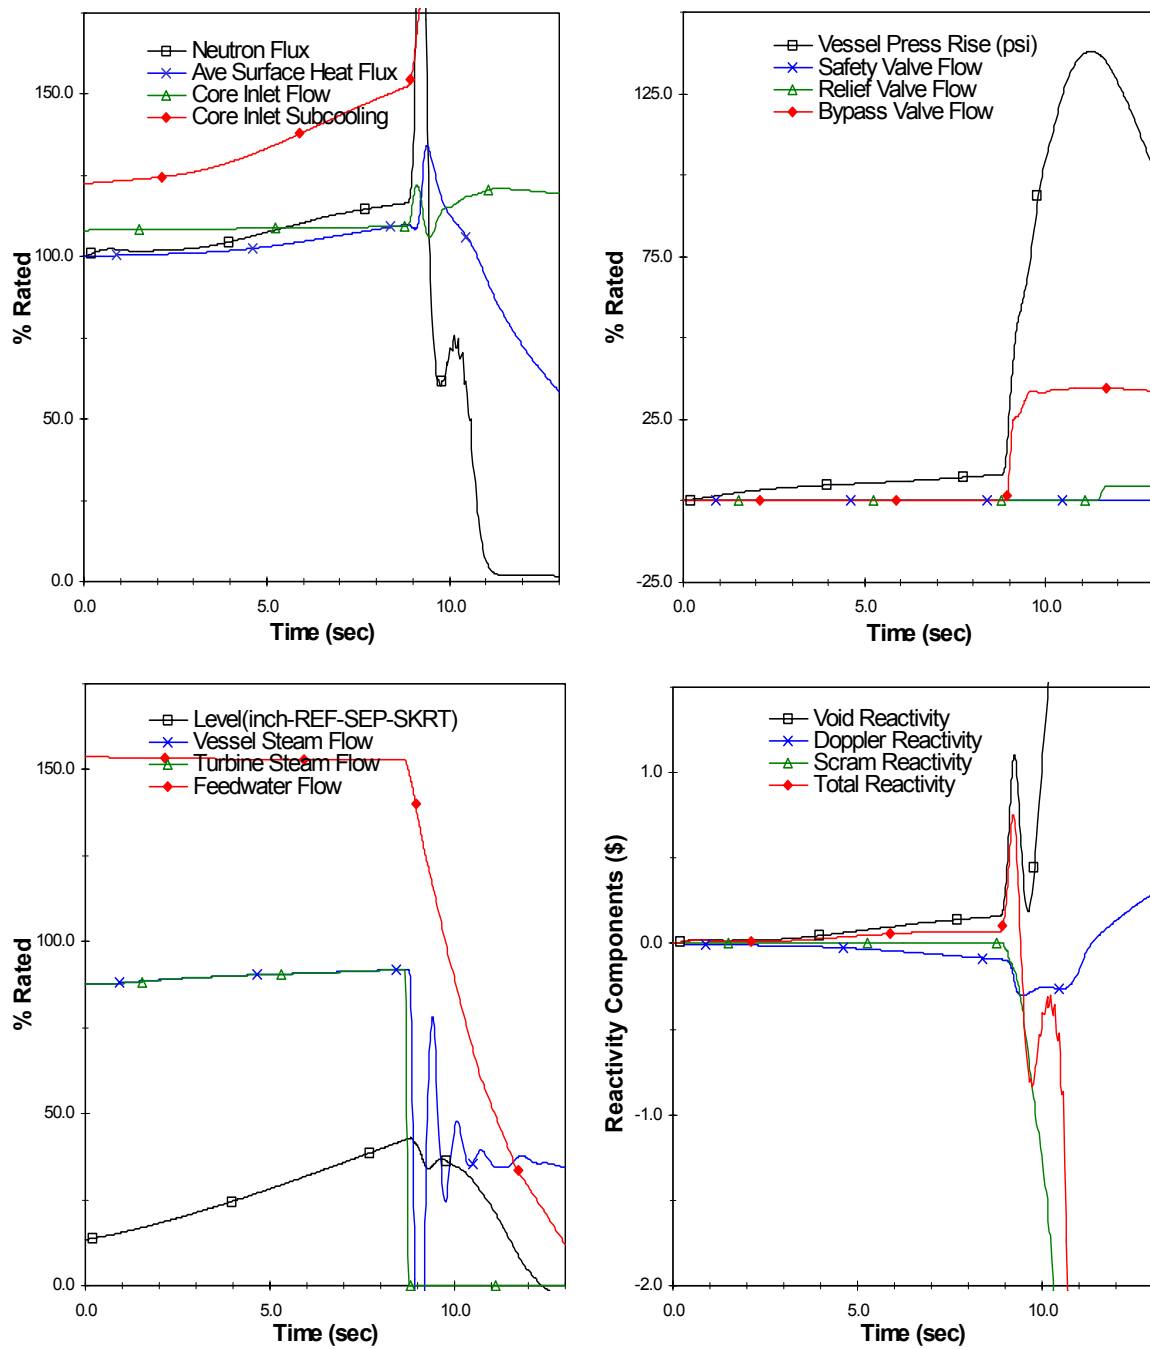 Neutron Flux
Ave Surface Heat Flux
Core Inlet Flow
Core Inlet Subcooling
150.0
100.0
50.0
0.0
% Rated
0.0 5.0 10.0
Time (sec)
Vessel Press Rise (psi)
Safety Valve Flow
Relief Valve Flow
Bypass Valve Flow
125.0
75.0
25.0
-25.0
% Rated
0.0 5.0 10.0
Time (sec)
Level(inch-REF-SEP-SKRT)
Vessel Steam Flow
Turbine Steam Flow
Feedwater Flow
150.0
100.0
50.0
0.0
% Rated
0.0 5.0 10.0
Time (sec)
Void Reactivity
Doppler Reactivity
Scram Reactivity
Total Reactivity
1.0
0.0
-1.0
-2.0
Reactivity Components ($)
0.0 5.0 10.0
Time (sec)